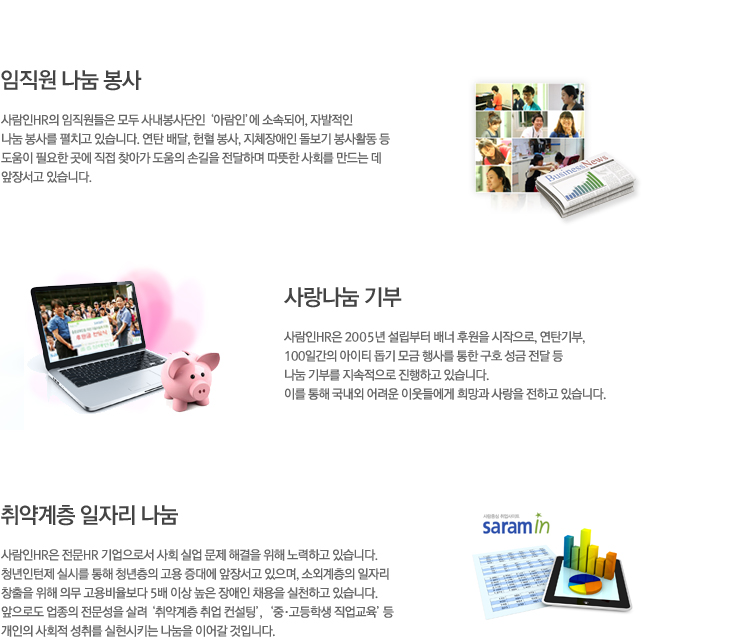 임직원 나눔 봉사
사람인HR의 임직원들은 모두 사내봉사단인 '아람인'에 소속되어, 자발적인
나눔 봉사를 펼치고 있습니다. 연탄 배달, 헌혈 봉사, 지체장애인 돌보기 봉사활동 등
도움이 필요한 곳에 직접 찾아가 도움의 손길을 전달하며 따뜻한 사회를 만드는 데
앞장서고 있습니다.
Business News
사랑나눔 기부
사람인HR은 2005년 설립부터 배너 후원을 시작으로, 연탄기부,
100일간의 아이티 돕기 모금 행사를 통한 구호 성금 전달 등
나눔 기부를 지속적으로 진행하고 있습니다.
이를 통해 국내외 어려운 이웃들에게 희망과 사랑을 전하고 있습니다.
취약계층 일자리 나눔
사람인HR은 전문HR 기업으로서 사회 실업 문제 해결을 위해 노력하고 있습니다.
청년인턴제 실시를 통해 청년층의 고용 증대에 앞장서고 있으며, 소외계층의 일자리
창출을 위해 의무 고용비율보다 5배 이상 높은 장애인 채용을 실천하고 있습니다.
앞으로도 업종의 전문성을 살려 '취약계층 취업 컨설팅', '중·고등학생 직업교육' 등
개인의 사회적 성취를 실현시키는 나눔을 이어갈 것입니다.
saramin